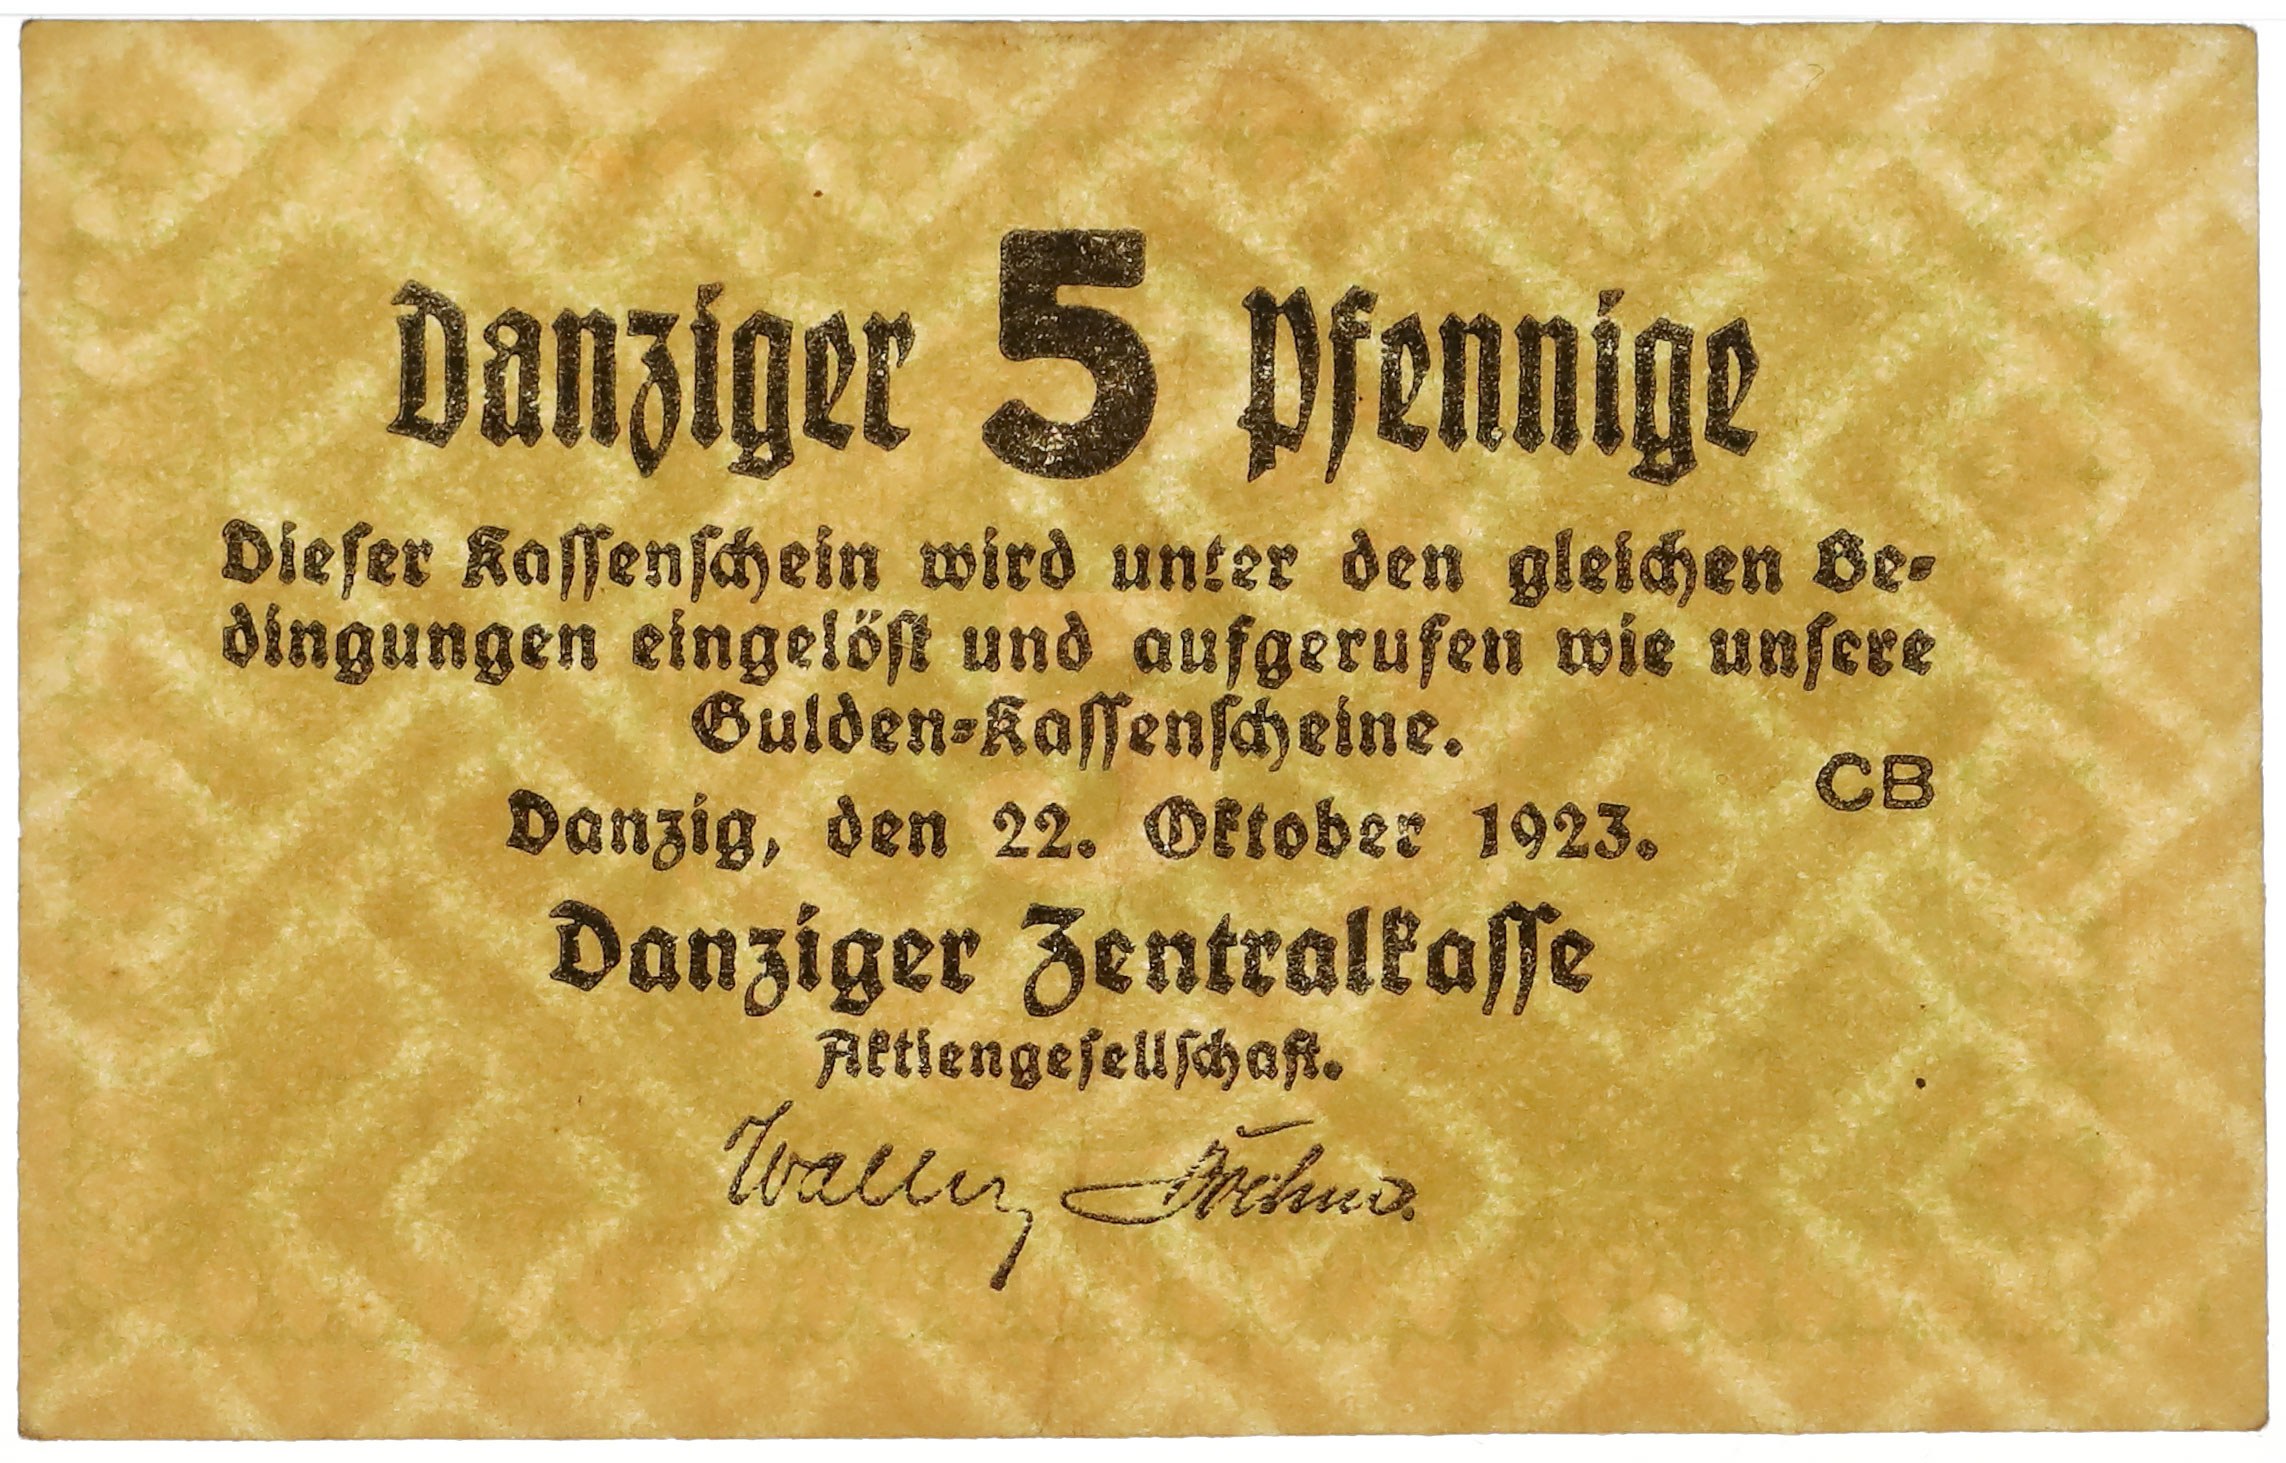 Danziger 5 Pfennige
Dieser Kassenschein wird unter den gleichen Be-
dingungen eingelöst und aufgerufen wie unsere
Gulden-Kassenscheine.
CB
Danzig, den 22. Oktober 1923.
Danziger Zentralkasse
Aktiengesellschaft.